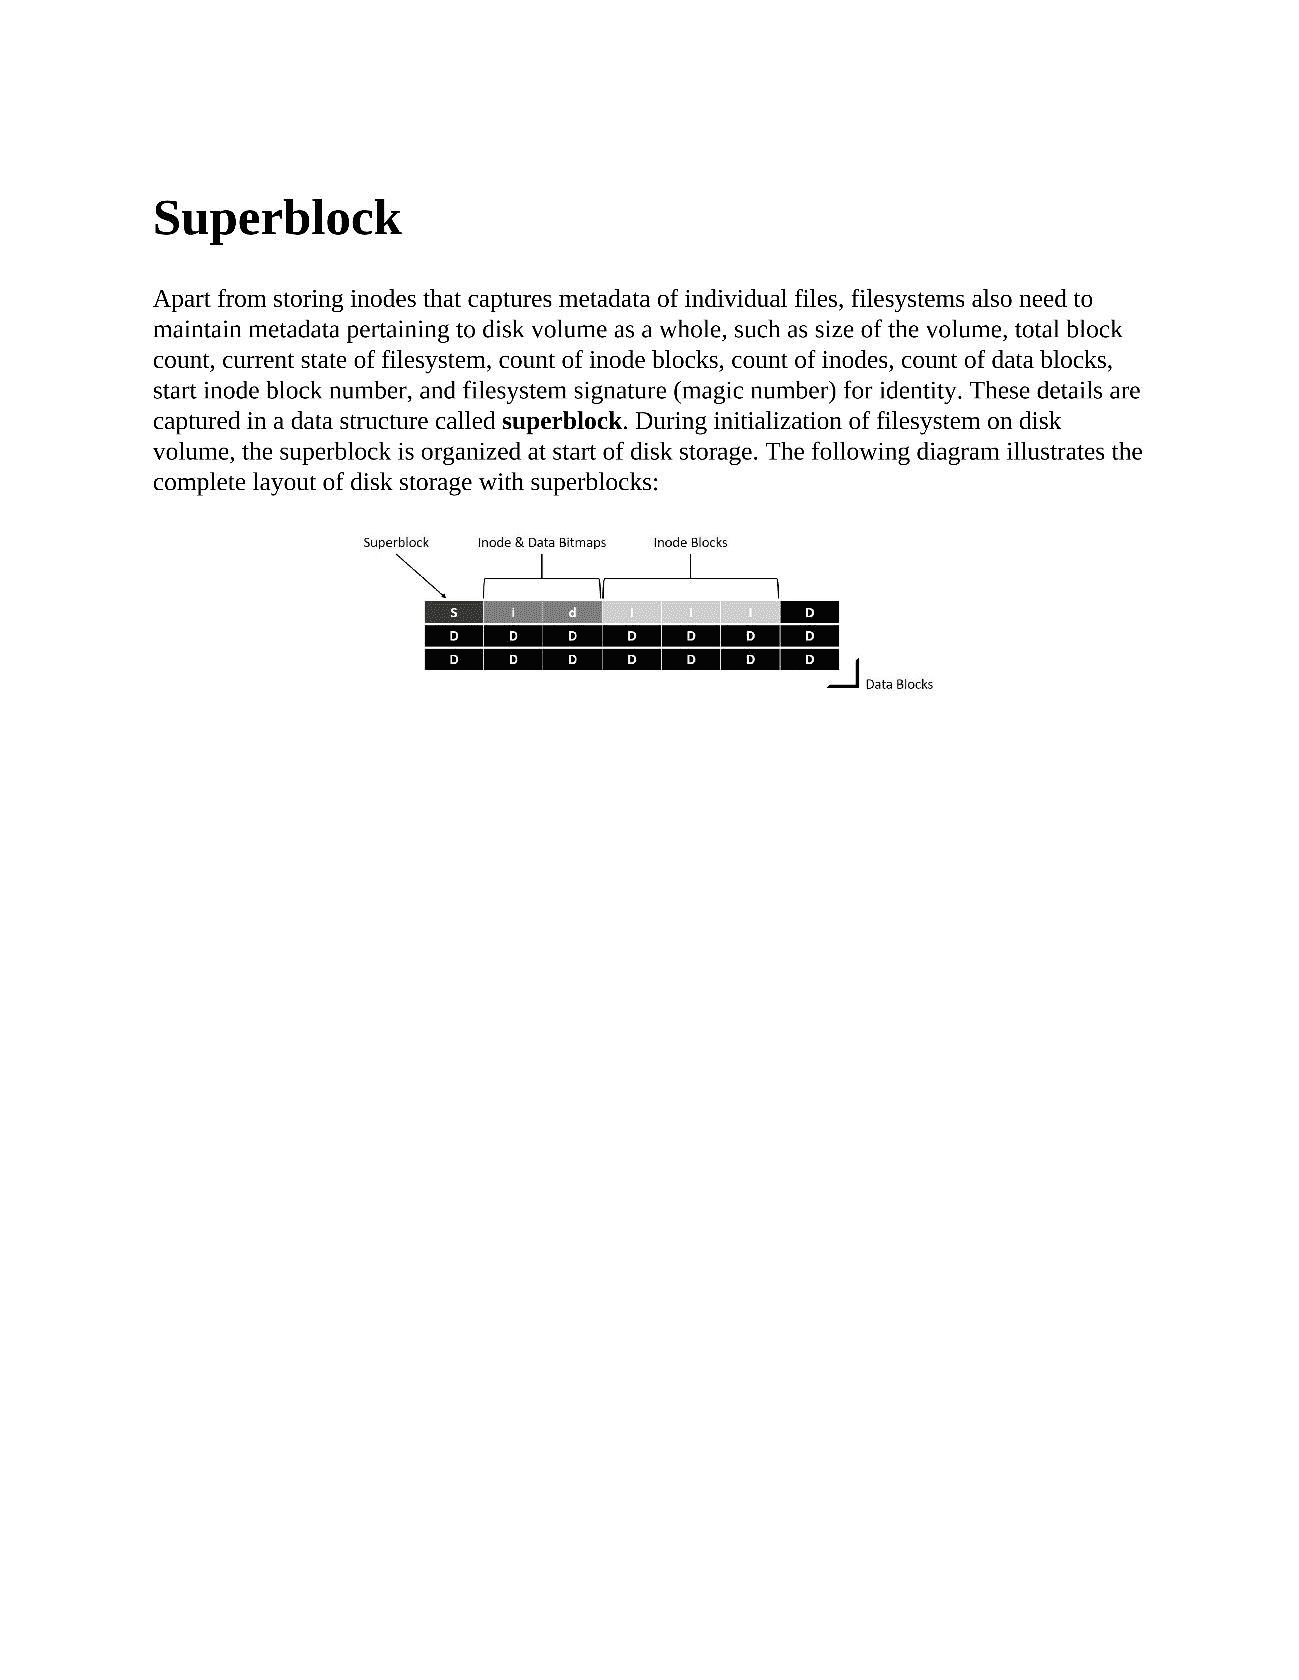 Superblock
Apart from storing inodes that captures metadata of individual files, filesystems also need to
maintain metadata pertaining to disk volume as a whole, such as size of the volume, total block
count, current state of filesystem, count of inode blocks, count of inodes, count of data blocks,
start inode block number, and filesystem signature (magic number) for identity. These details are
captured in a data structure called superblock. During initialization of filesystem on disk
volume, the superblock is organized at start of disk storage. The following diagram illustrates the
complete layout of disk storage with superblocks:
Superblock Inode & Data Bitmaps Inode Blocks
S i d I I I D
D D D D D D D
D D D D D D D
Data Blocks